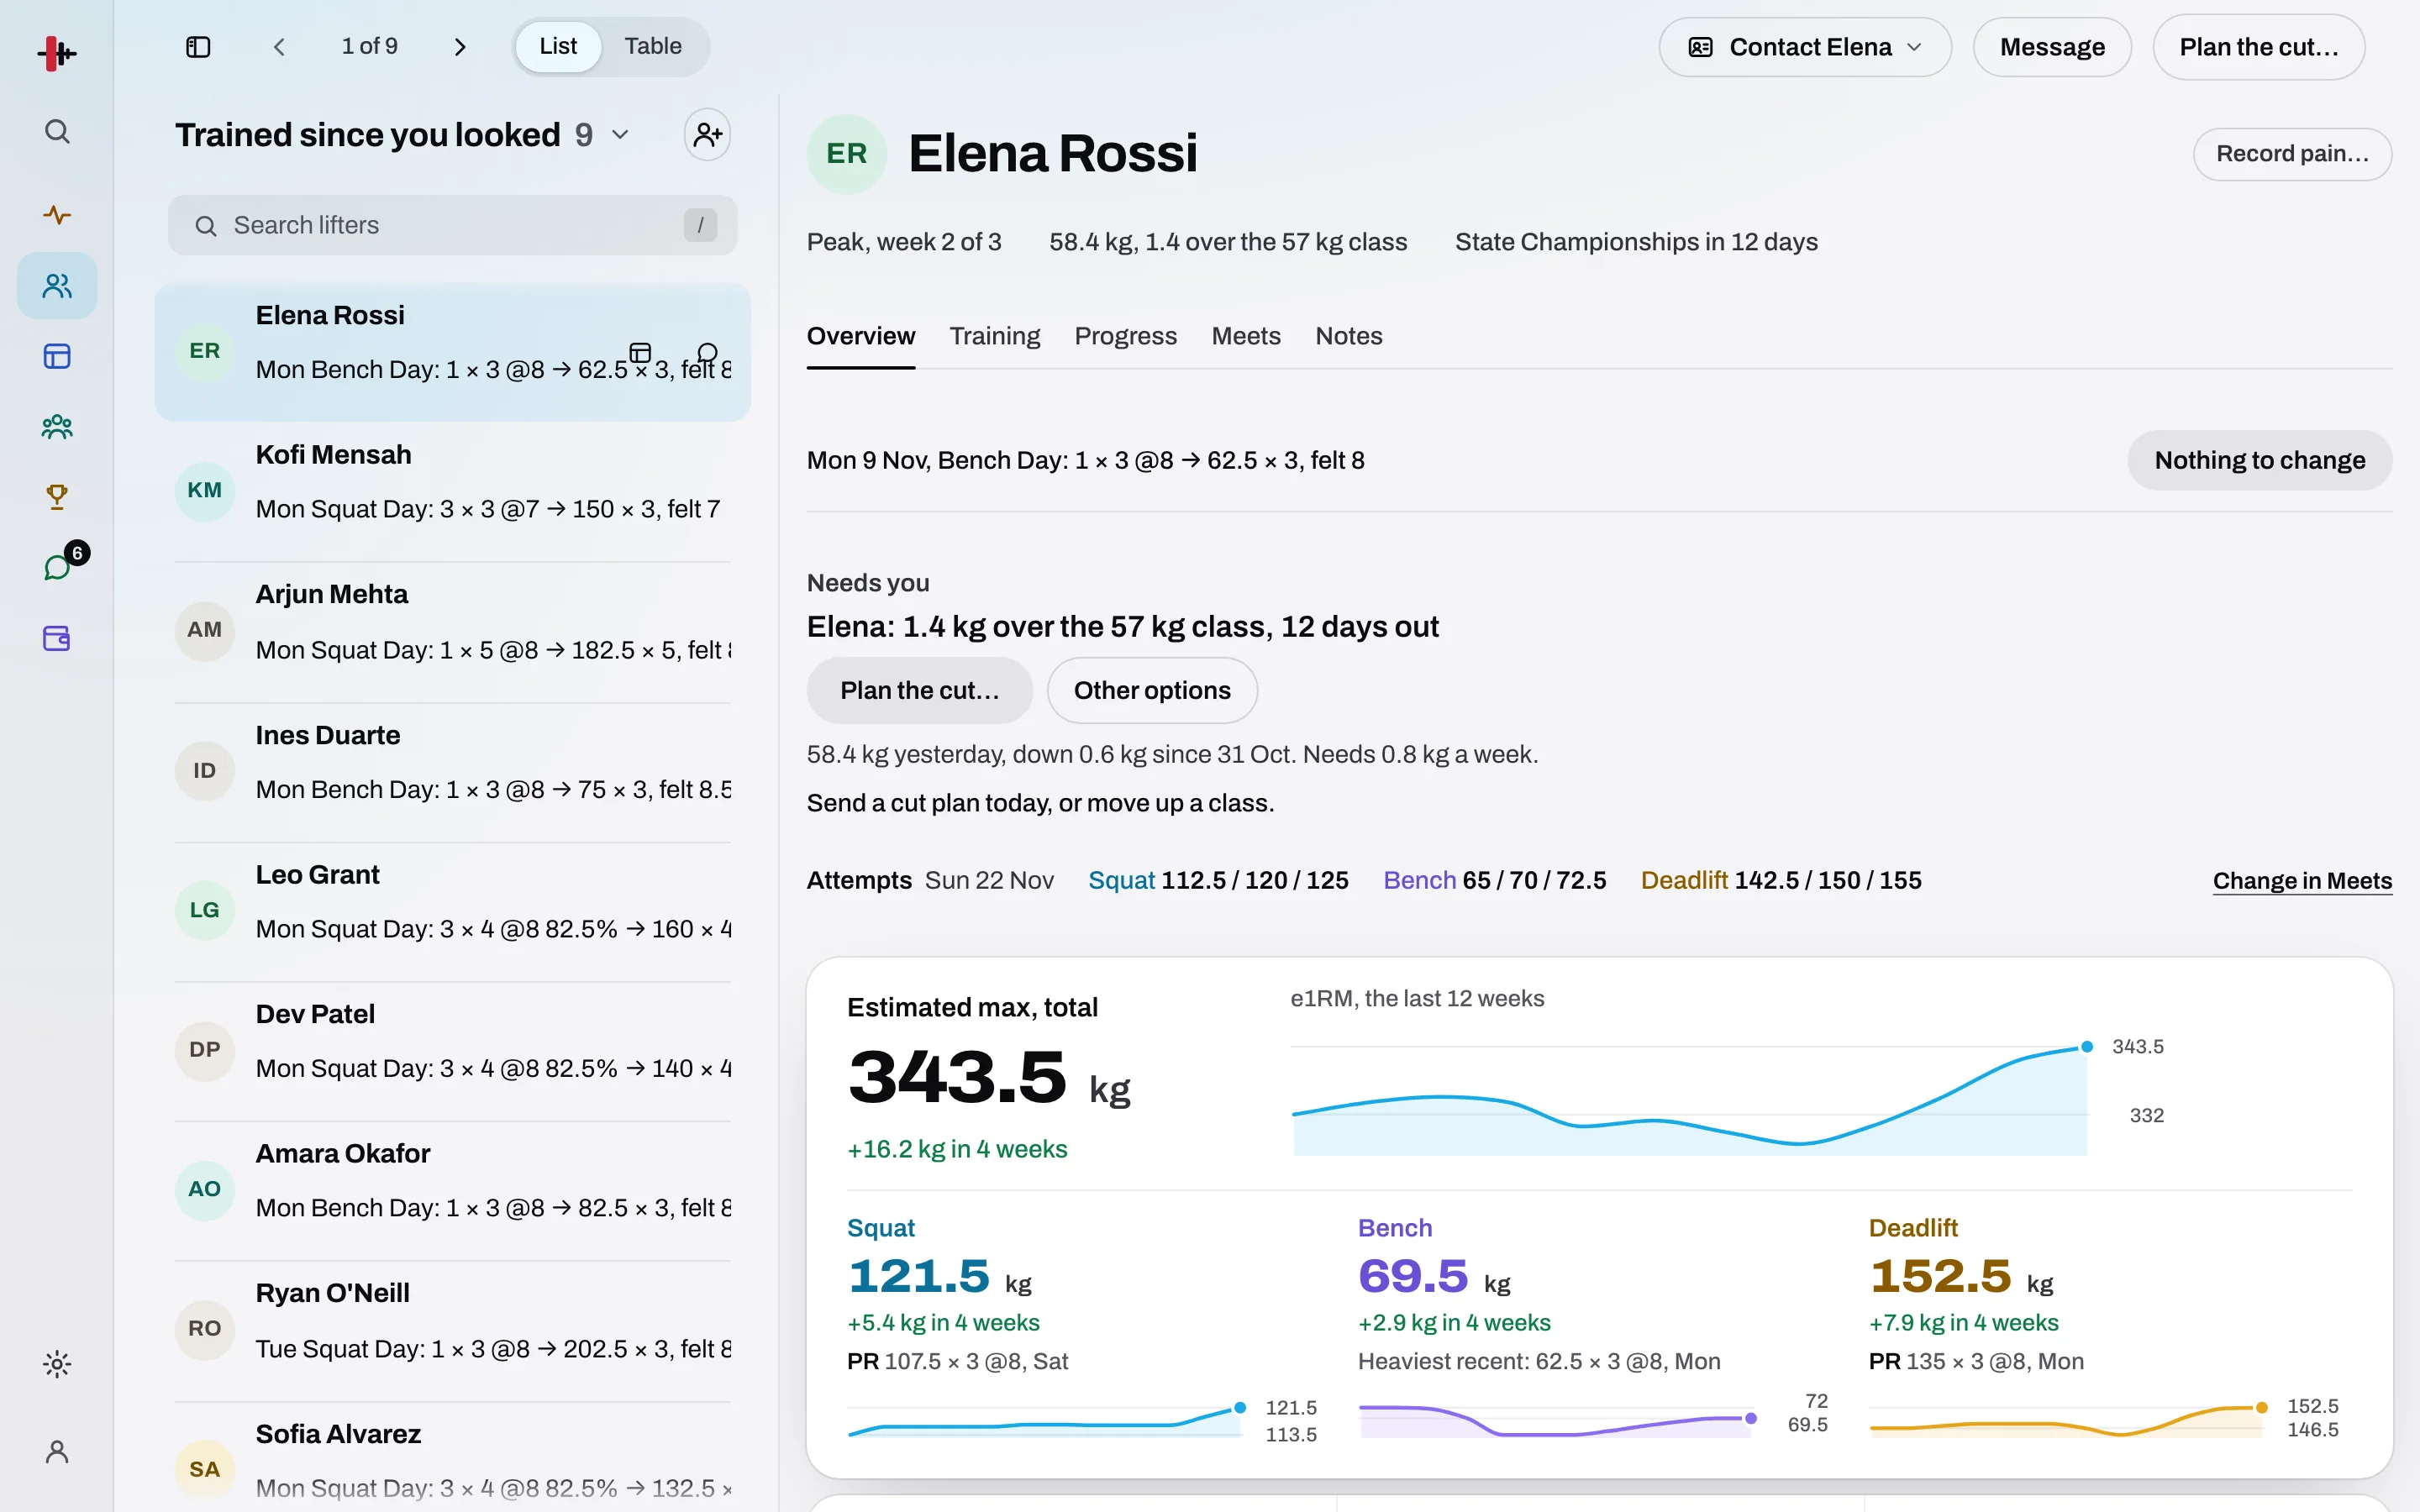 1 of 9
List
Table
Contact Elena
Message
Plan the cut…
6
Trained since you looked 9
Search lifters
/
ER
Elena Rossi
Mon Bench Day: 1 × 3 @8 → 62.5 × 3, felt 8
KM
Kofi Mensah
Mon Squat Day: 3 × 3 @7 → 150 × 3, felt 7
AM
Arjun Mehta
Mon Squat Day: 1 × 5 @8 → 182.5 × 5, felt
ID
Ines Duarte
Mon Bench Day: 1 × 3 @8 → 75 × 3, felt 8.5
LG
Leo Grant
Mon Squat Day: 3 × 4 @8 82.5% → 160 × 4
DP
Dev Patel
Mon Squat Day: 3 × 4 @8 82.5% → 140 × 4
AO
Amara Okafor
Mon Bench Day: 1 × 3 @8 → 82.5 × 3, felt 8
RO
Ryan O'Neill
Tue Squat Day: 1 × 3 @8 → 202.5 × 3, felt 8
SA
Sofia Alvarez
Mon Squat Day: 3 × 4 @8 82.5% → 132.5 ×
ER
Elena Rossi
Record pain…
Peak, week 2 of 3
58.4 kg, 1.4 over the 57 kg class
State Championships in 12 days
Overview
Training
Progress
Meets
Notes
Mon 9 Nov, Bench Day: 1 × 3 @8 → 62.5 × 3, felt 8
Nothing to change
Needs you
Elena: 1.4 kg over the 57 kg class, 12 days out
Plan the cut…
Other options
58.4 kg yesterday, down 0.6 kg since 31 Oct. Needs 0.8 kg a week.
Send a cut plan today, or move up a class.
Attempts Sun 22 Nov Squat 112.5 / 120 / 125 Bench 65 / 70 / 72.5 Deadlift 142.5 / 150 / 155
Change in Meets
Estimated max, total
343.5 kg
+16.2 kg in 4 weeks
e1RM, the last 12 weeks
343.5
332
Squat
121.5 kg
+5.4 kg in 4 weeks
PR 107.5 × 3 @8, Sat
121.5
113.5
Bench
69.5 kg
+2.9 kg in 4 weeks
Heaviest recent: 62.5 × 3 @8, Mon
72
69.5
Deadlift
152.5 kg
+7.9 kg in 4 weeks
PR 135 × 3 @8, Mon
152.5
146.5